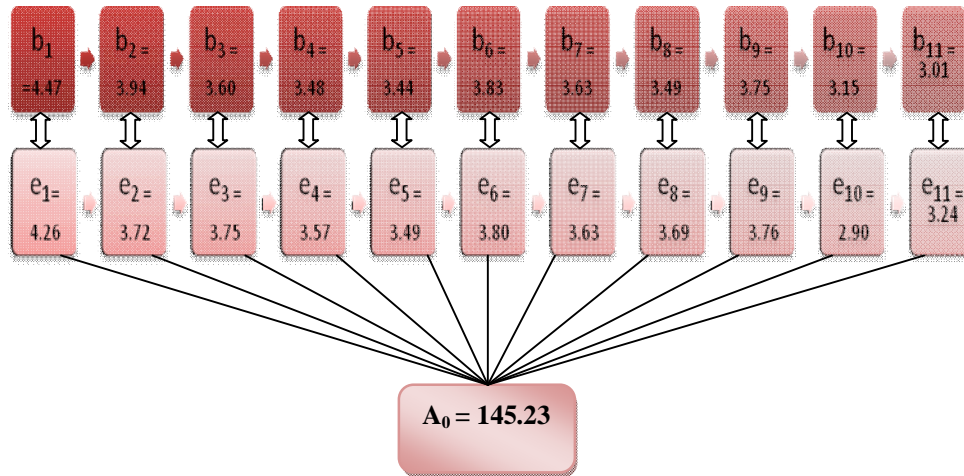 b₁ =4.47
b₂ = 3.94
b₃ = 3.60
b₄ = 3.48
b₅ = 3.44
b₆ = 3.83
b₇ = 3.63
b₈ = 3.49
b₉ = 3.75
b₁₀ = 3.15
b₁₁ = 3.01
e₁= 4.26
e₂ = 3.72
e₃ = 3.75
e₄ = 3.57
e₅ = 3.49
e₆ = 3.80
e₇ = 3.63
e₈ = 3.69
e₉ = 3.76
e₁₀ = 2.90
e₁₁ = 3.24
A₀ = 145.23